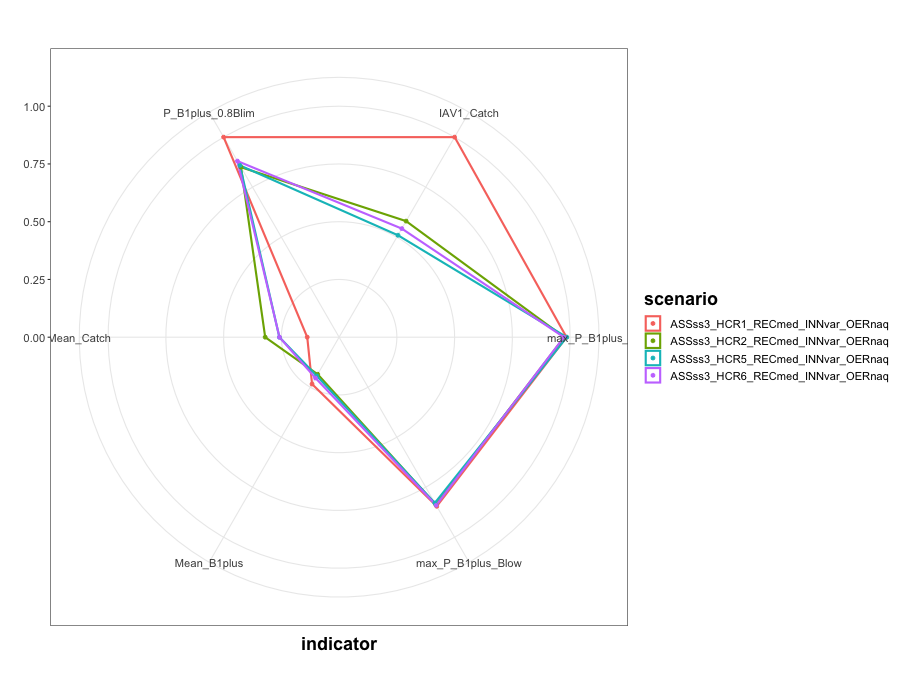 1.00
P_B1plus_0.8Blim
IAV1_Catch
0.75
0.50
0.25
0.00
Mean_Catch
max_P_B1plus_
Mean_B1plus
max_P_B1plus_Blow
indicator
scenario
ASSss3_HCR1_RECmed_INNvar_OERnaq
ASSss3_HCR2_RECmed_INNvar_OERnaq
ASSss3_HCR5_RECmed_INNvar_OERnaq
ASSss3_HCR6_RECmed_INNvar_OERnaq